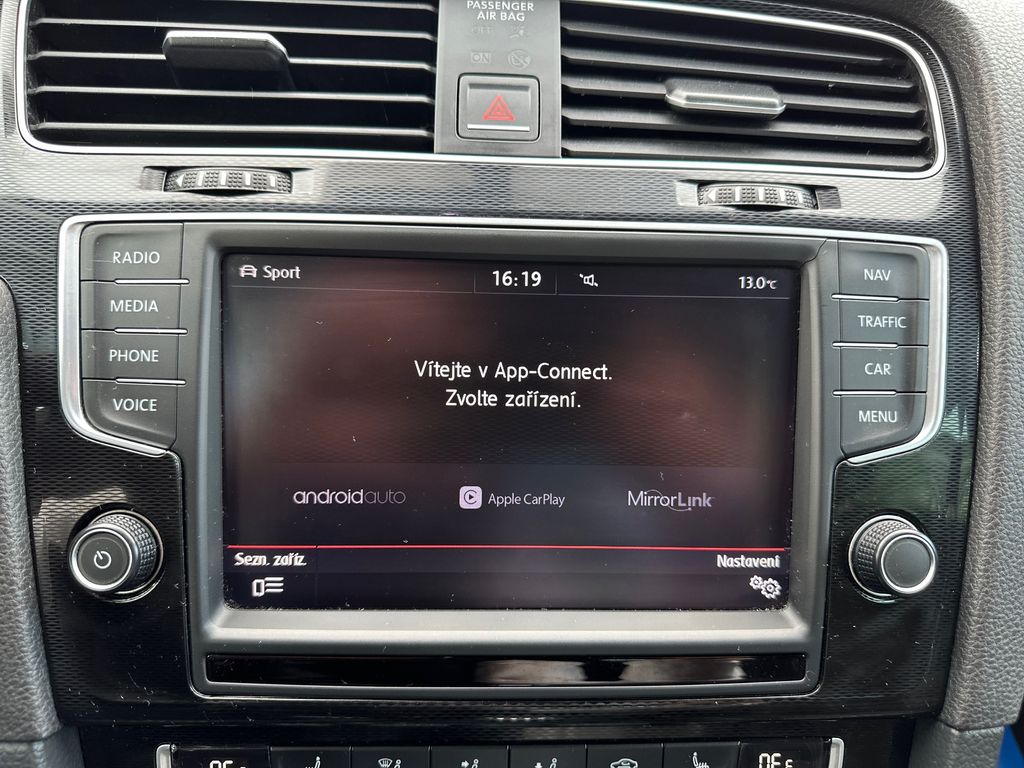 PASSENGER
AIR BAG
OFF
ON
RADIO
MEDIA
PHONE
VOICE
NAV
TRAFFIC
CAR
MENU
Sport
16:19
13.0°C
Vítejte v App-Connect.
Zvolte zařízení.
androidauto
Apple CarPlay
MirrorLink
Sezn. zaříz.
Nastavení